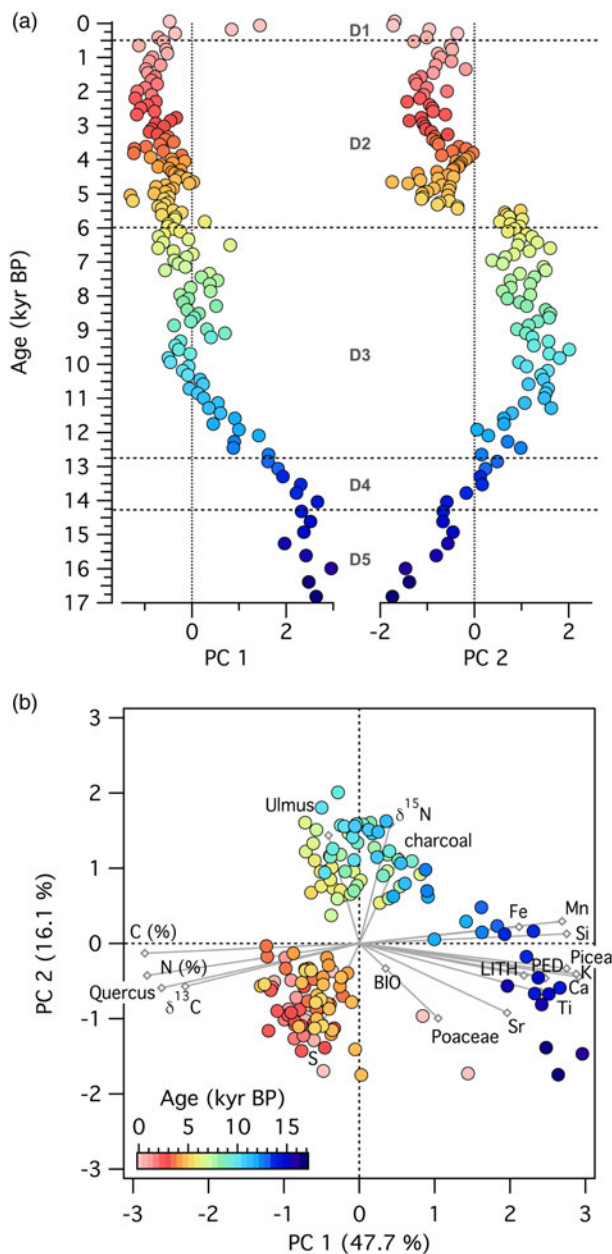 (a)
0
1
2
3
4
5
6
7
8
9
10
11
12
13
14
15
16
17
Age (kyr BP)
D1
D2
D3
D4
D5
0 2
PC 1
-2 0 2
PC 2
(b)
3
2
1
0
-1
-2
-3
PC 2 (16.1 %)
Ulmus
δ15N
charcoal
Fe
Mn
Si
C (%)
N (%)
Quercus
δ13C
BIO
LITH
PED
Picea
K
Ca
Ti
Sr
Poaceae
S
Age (kyr BP)
0 5 10 15
-3 -2 -1 0 1 2 3
PC 1 (47.7 %)